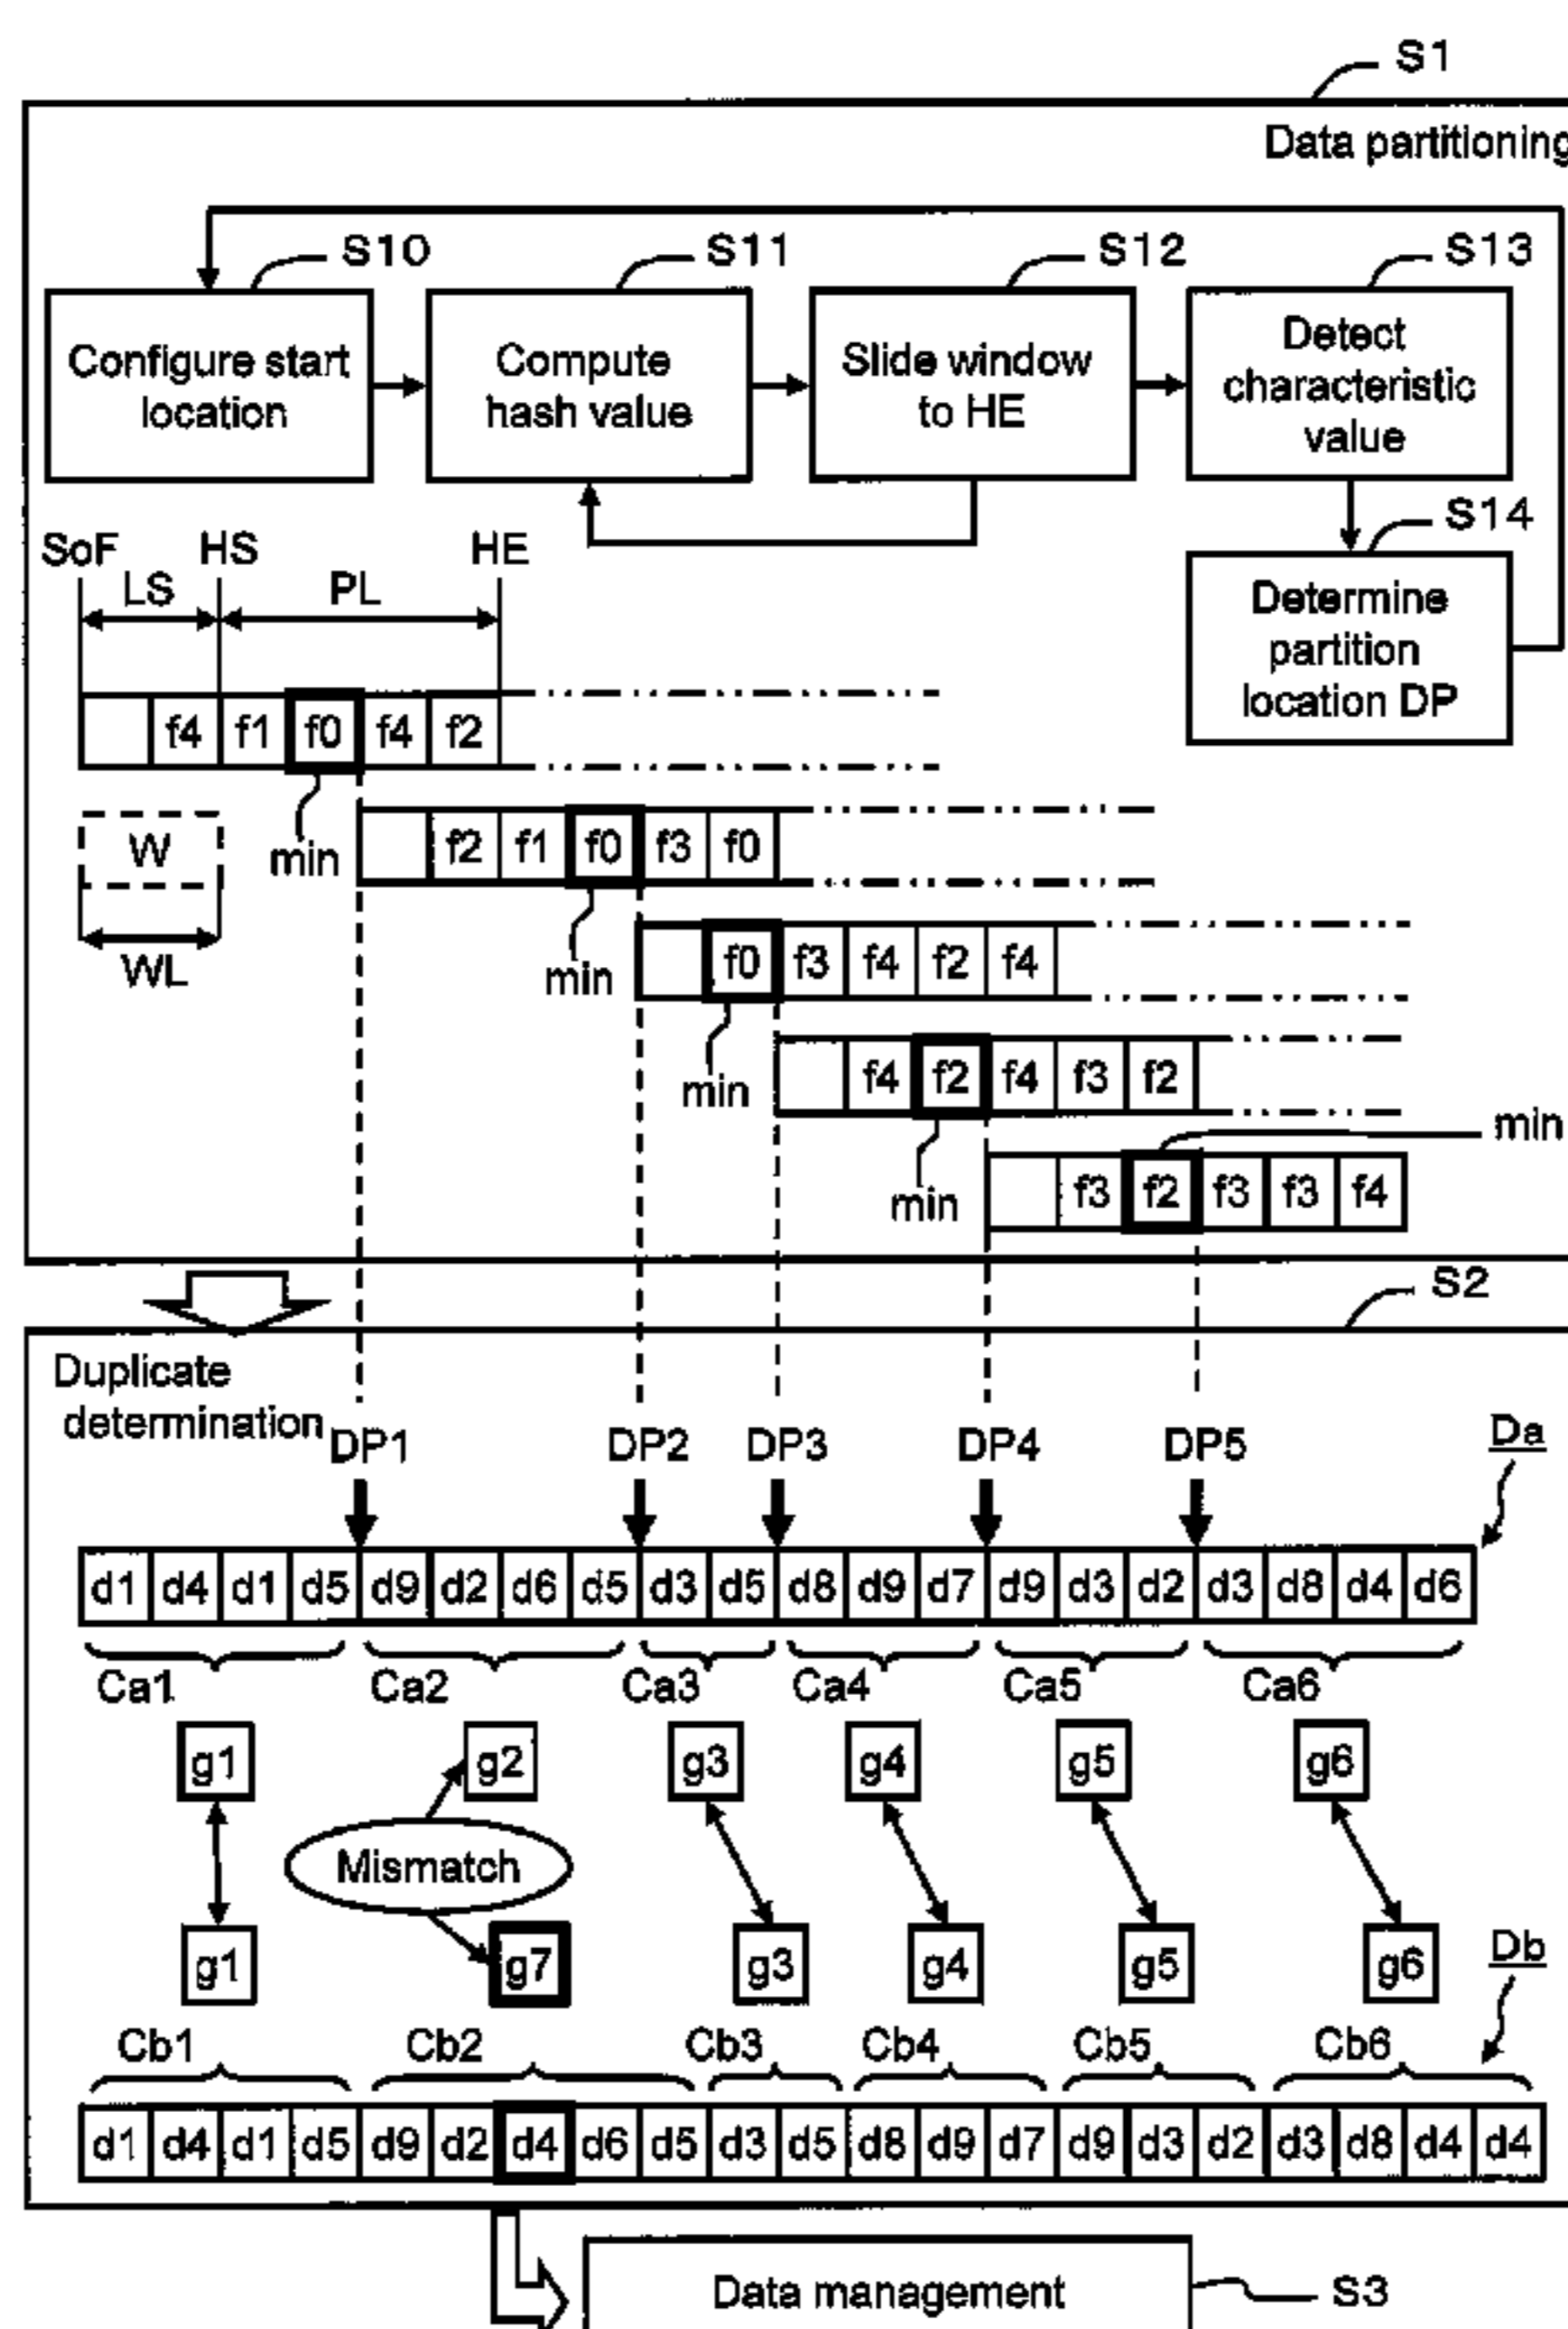 S1
Data partitioning
S10
S11
S12
S13
Configure start
location
Compute
hash value
Slide window
to HE
Detect
characteristic
value
S14
Determine
partition
location DP
SoF
HS
HE
LS
PL
f4 f1 f0 f4 f2
min
W
WL
f2 f1 f0 f3 f0
min
f0 f3 f4 f2 f4
min
f4 f2 f4 f3 f2
min
min
f3 f2 f3 f3 f4
S2
Duplicate
determination
DP1
DP2
DP3
DP4
DP5
Da
d1 d4 d1 d5 d9 d2 d6 d5 d3 d5 d8 d9 d7 d9 d3 d2 d3 d8 d4 d6
Ca1
Ca2
Ca3
Ca4
Ca5
Ca6
g1
g2
g3
g4
g5
g6
Mismatch
g1
g7
g3
g4
g5
g6
Db
Cb1
Cb2
Cb3
Cb4
Cb5
Cb6
d1 d4 d1 d5 d9 d2 d4 d6 d5 d3 d5 d8 d9 d7 d9 d3 d2 d3 d8 d4 d4
Data management
S3